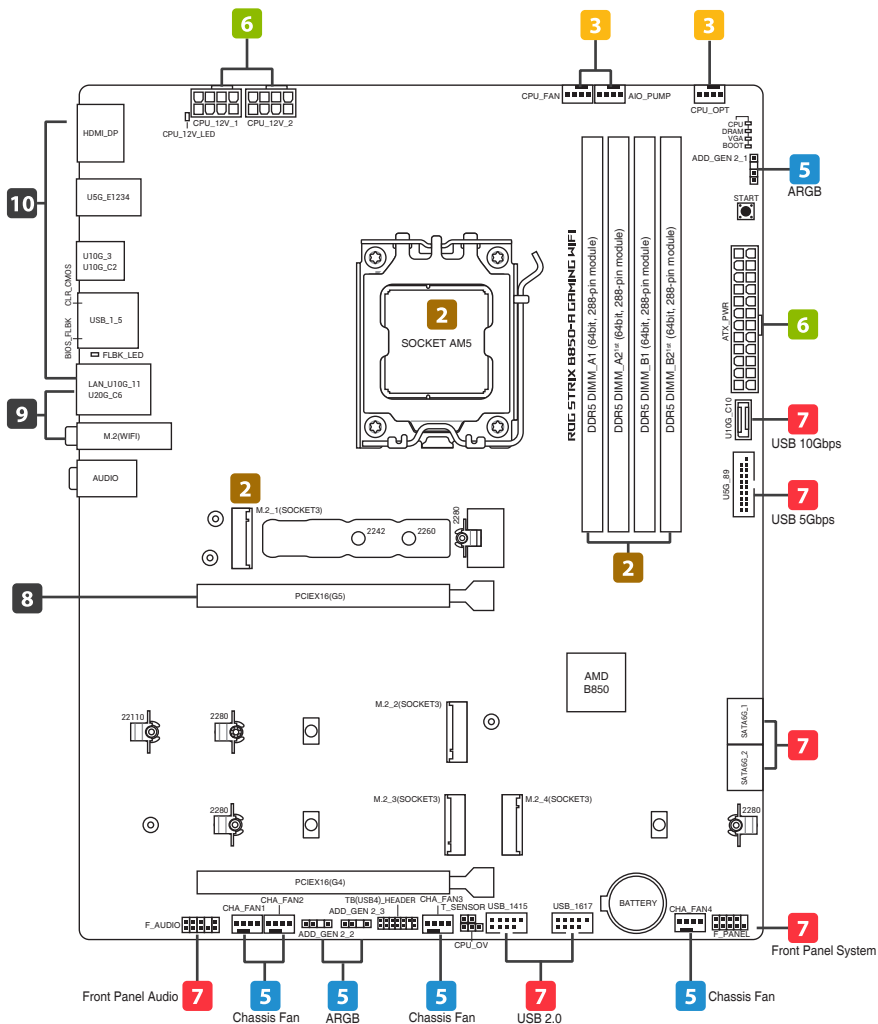 6
3
3
CPU_FAN
AIO_PUMP
CPU_OPT
CPU_12V_1
CPU_12V_2
CPU_12V_LED
HDMI_DP
CPU
DRAM
VGA
BOOT
ADD_GEN 2_1
5
ARGB
10
U5G_E1234
START
U10G_3
U10G_C2
CLR_CMOS
USB_1_5
BIOS_FLBK
FLBK_LED
2
SOCKET AM5
ROG STRIX B850-A GAMING WIFI
DDR5 DIMM_A1 (64bit, 288-pin module)
DDR5 DIMM_A2¹ˢᵗ (64bit, 288-pin module)
DDR5 DIMM_B1 (64bit, 288-pin module)
DDR5 DIMM_B2¹ˢᵗ (64bit, 288-pin module)
ATX_PWR
6
LAN_U10G_11
U20G_C6
9
M.2(WIFI)
U10G_C10
7
USB 10Gbps
AUDIO
U5G_89
7
USB 5Gbps
2
M.2_1(SOCKET3)
2242
2260
2280
2
8
PCIEX16(G5)
AMD
B850
M.2_2(SOCKET3)
22110
2280
SATA6G_1
SATA6G_2
7
M.2_3(SOCKET3)
M.2_4(SOCKET3)
2280
2280
PCIEX16(G4)
BATTERY
F_AUDIO
CHA_FAN1
CHA_FAN2
ADD_GEN 2_2
ADD_GEN 2_3
TB(USB4)_HEADER
CHA_FAN3
T_SENSOR
CPU_OV
USB_1415
USB_1617
CHA_FAN4
F_PANEL
7
Front Panel System
Front Panel Audio
7
5
Chassis Fan
5
ARGB
5
Chassis Fan
7
USB 2.0
5
Chassis Fan